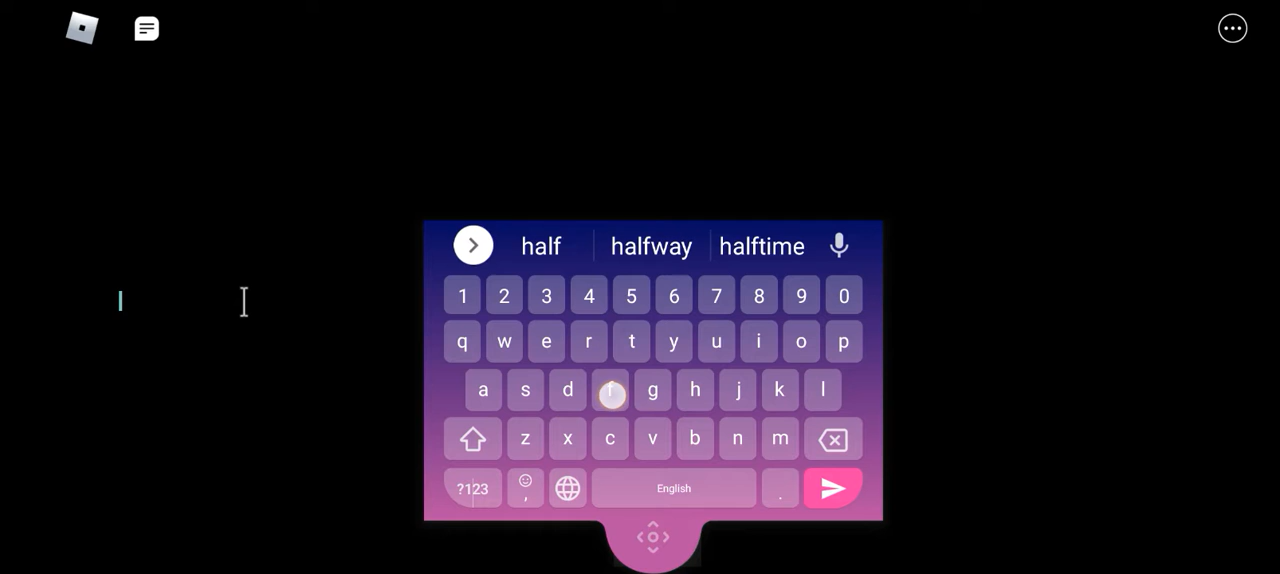 half halfway halftime
1 2 3 4 5 6 7 8 9 0
q w e r t y u i o p
a s d f g h j k l
z x c v b n m
?123 , English .